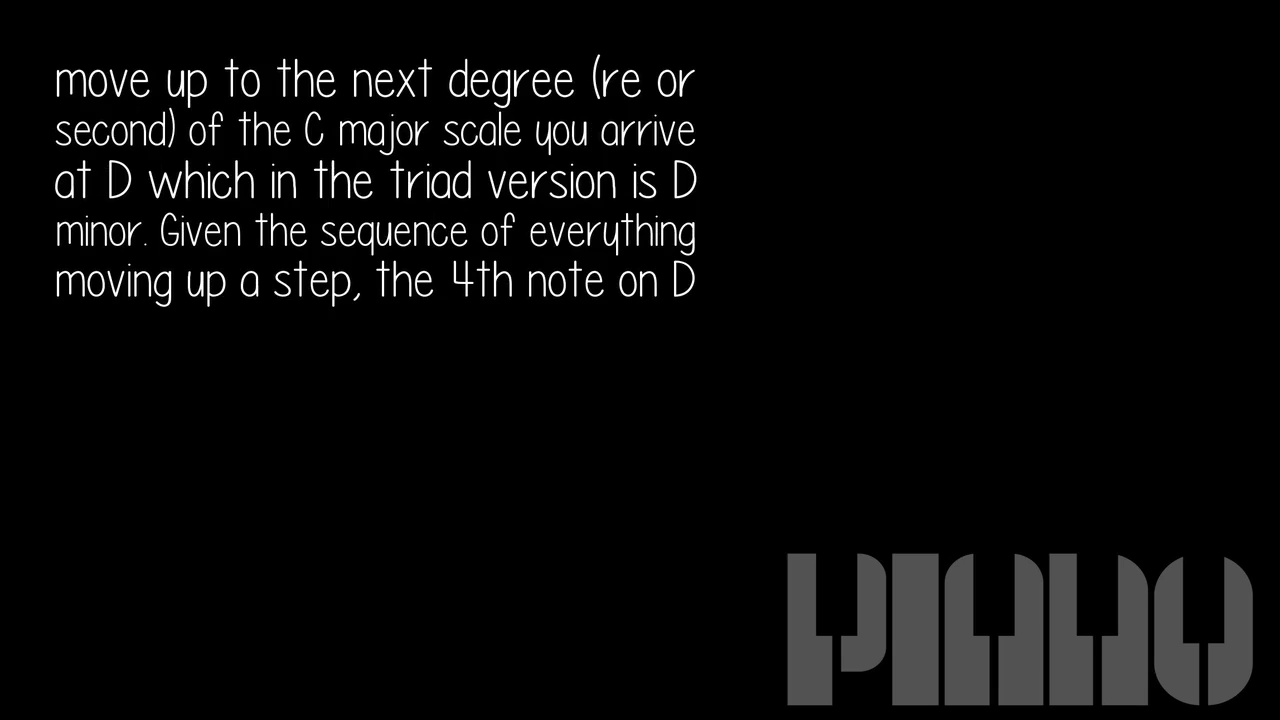 move up to the next degree (re or
second) of the C major scale you arrive
at D which in the triad version is D
minor. Given the sequence of everything
moving up a step, the 4th note on D
PIANO